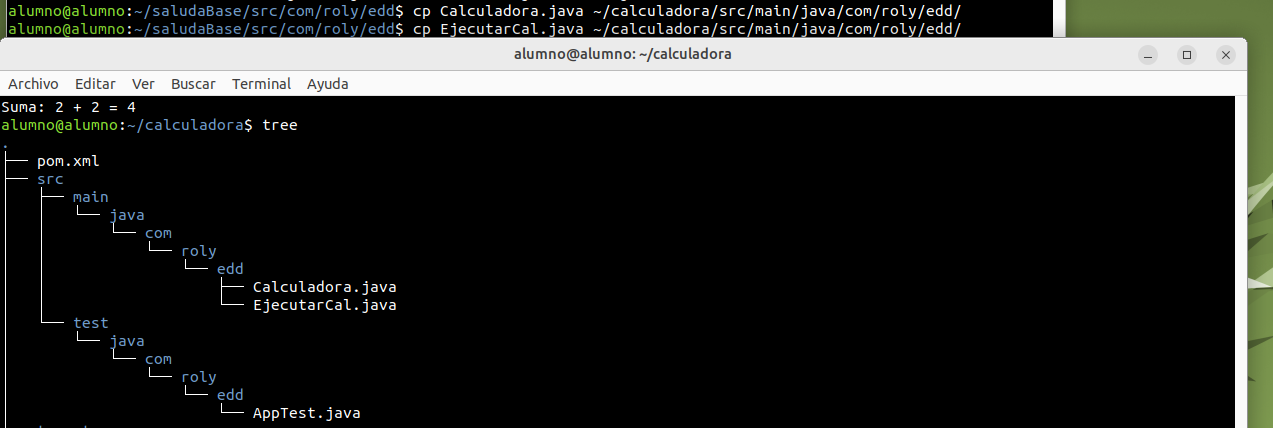 alumno@alumno:~/saludaBase/src/com/roly/edd$ cp Calculadora.java ~/calculadora/src/main/java/com/roly/edd/
alumno@alumno:~/saludaBase/src/com/roly/edd$ cp EjecutarCal.java ~/calculadora/src/main/java/com/roly/edd/
alumno@alumno: ~/calculadora
Archivo Editar Ver Buscar Terminal Ayuda
Suma: 2 + 2 = 4
alumno@alumno:~/calculadora$ tree
.
├── pom.xml
├── src
│   ├── main
│   │   └── java
│   │       └── com
│   │           └── roly
│   │               └── edd
│   │                   ├── Calculadora.java
│   │                   └── EjecutarCal.java
│   └── test
│       └── java
│           └── com
│               └── roly
│                   └── edd
│                       └── AppTest.java